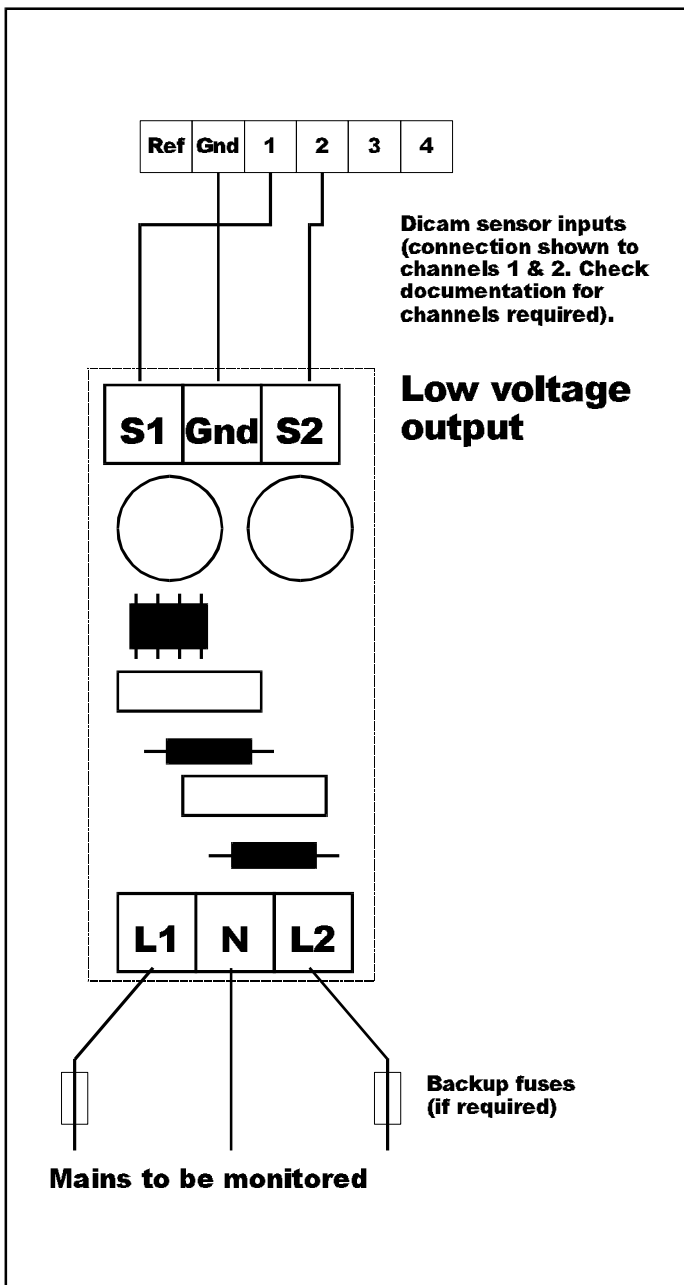 Ref Gnd 1 2 3 4
Dicam sensor inputs
(connection shown to
channels 1 & 2. Check
documentation for
channels required).
Low voltage
output
S1 Gnd S2
L1 N L2
Backup fuses
(if required)
Mains to be monitored